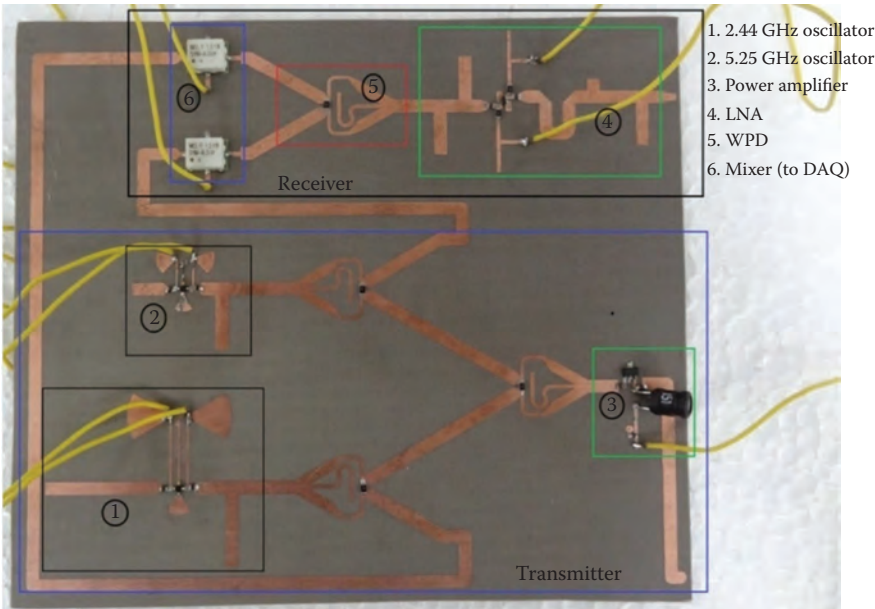 1. 2.44 GHz oscillator
2. 5.25 GHz oscillator
3. Power amplifier
4. LNA
5. WPD
6. Mixer (to DAQ)
5
6
4
Receiver
2
3
1
Transmitter